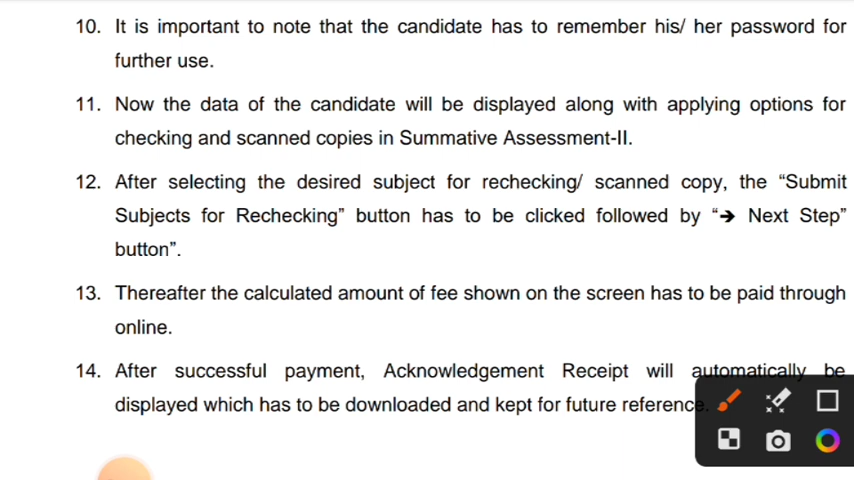 10. It is important to note that the candidate has to remember his/ her password for
further use.
11. Now the data of the candidate will be displayed along with applying options for
checking and scanned copies in Summative Assessment-II.
12. After selecting the desired subject for rechecking/ scanned copy, the “Submit
Subjects for Rechecking” button has to be clicked followed by “➔ Next Step”
button”.
13. Thereafter the calculated amount of fee shown on the screen has to be paid through
online.
14. After successful payment, Acknowledgement Receipt will automatically be
displayed which has to be downloaded and kept for future reference.